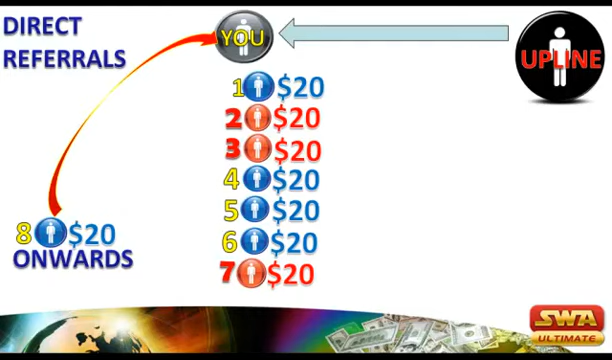 DIRECT
REFERRALS
YOU
UPLINE
1 $20
2 $20
3 $20
4 $20
5 $20
6 $20
7 $20
8 $20
ONWARDS
SWA
ULTIMATE